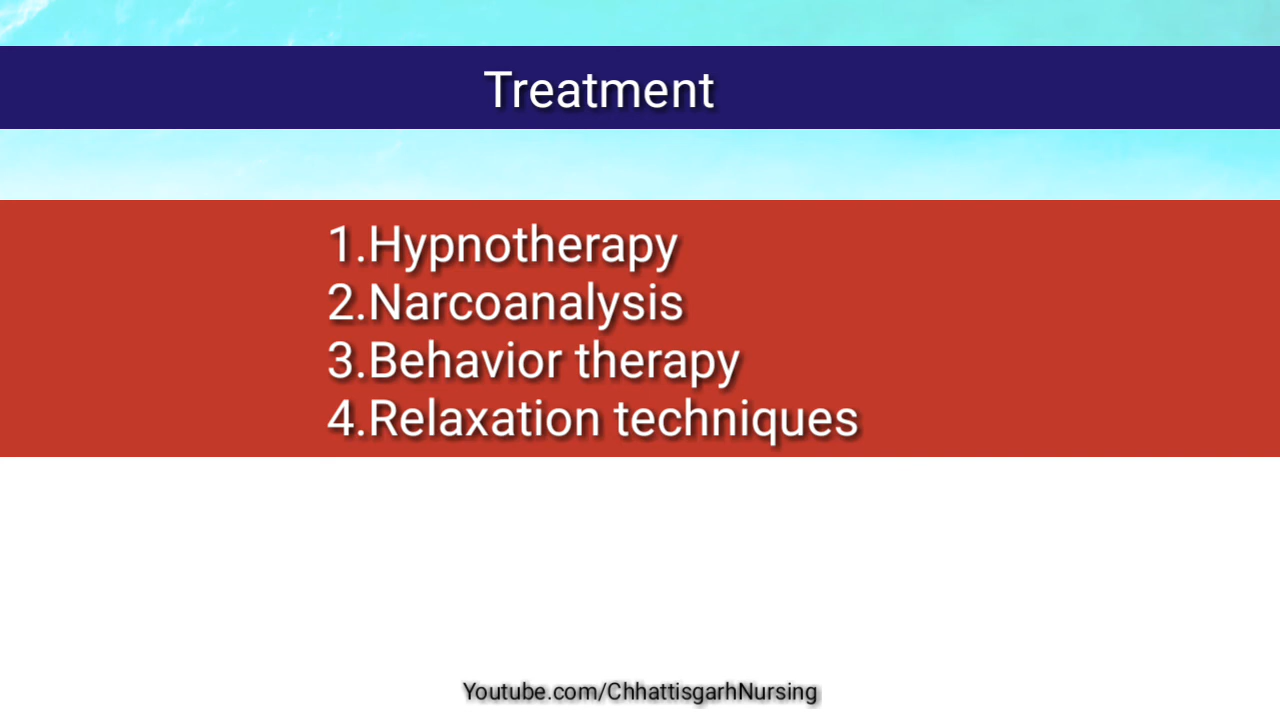 Treatment
1.Hypnotherapy
2.Narcoanalysis
3.Behavior therapy
4.Relaxation techniques
Youtube.com/ChhattisgarhNursing